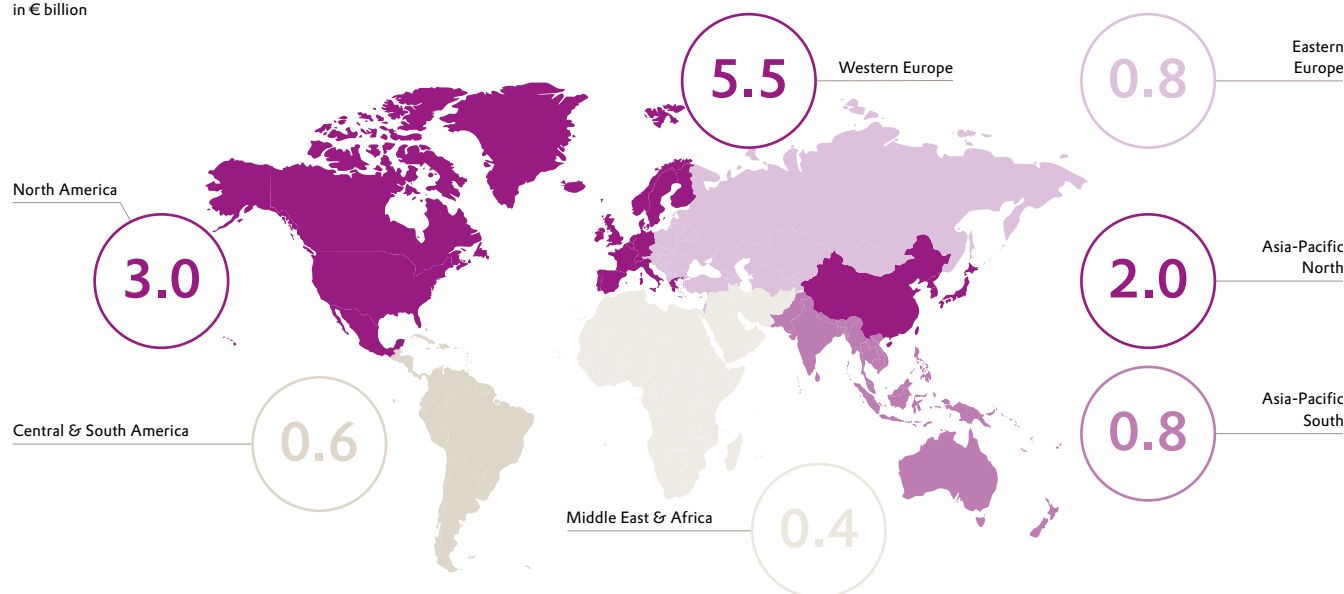 in € billion
5.5
Western Europe
0.8
Eastern
Europe
North America
3.0
2.0
Asia-Pacific
North
Central & South America
0.6
0.8
Asia-Pacific
South
Middle East & Africa
0.4